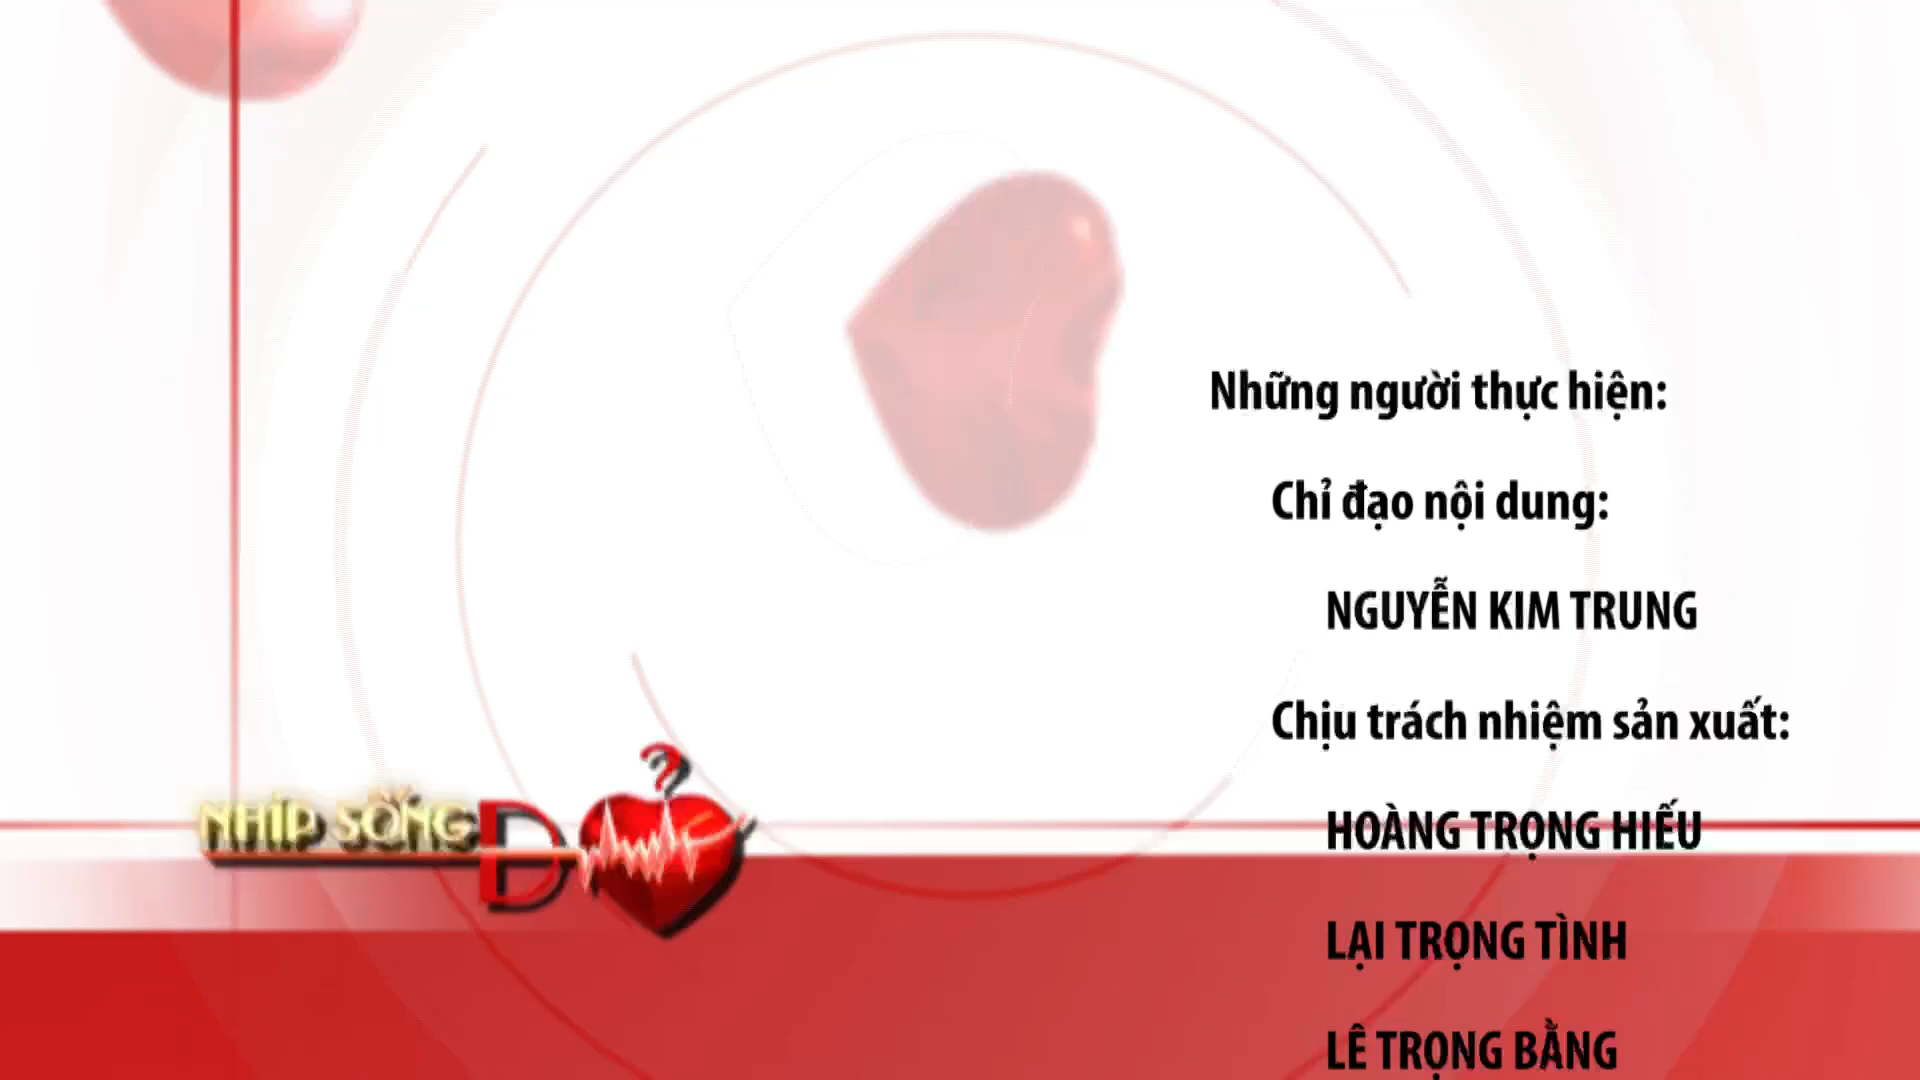 Những người thực hiện:
Chỉ đạo nội dung:
NGUYỄN KIM TRUNG
Chịu trách nhiệm sản xuất:
HOÀNG TRỌNG HIẾU
LẠI TRỌNG TÌNH
LÊ TRỌNG BẰNG
NHỊP SỐNG Đ ?